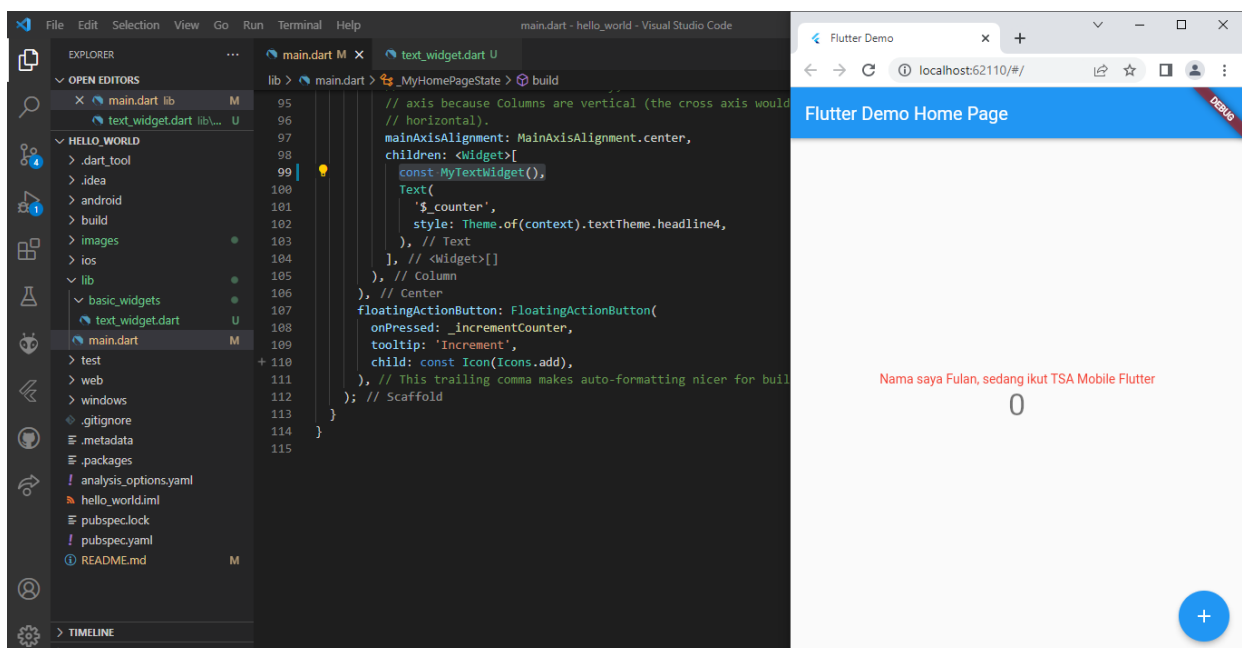 File Edit Selection View Go Run Terminal Help
main.dart - hello_world - Visual Studio Code
EXPLORER
OPEN EDITORS
main.dart lib M
text_widget.dart lib\... U
HELLO_WORLD
.dart_tool
.idea
android
build
images
ios
lib
basic_widgets
text_widget.dart U
main.dart M
test
web
windows
.gitignore
.metadata
.packages
analysis_options.yaml
hello_world.iml
pubspec.lock
pubspec.yaml
README.md M
TIMELINE
4
1
main.dart M
text_widget.dart U
lib > main.dart > _MyHomePageState > build
95 // axis because Columns are vertical (the cross axis would
96 // horizontal).
97 mainAxisAlignment: MainAxisAlignment.center,
98 children: <Widget>[
99 const MyTextWidget(),
100 Text(
101 '$_counter',
102 style: Theme.of(context).textTheme.headline4,
103 ), // Text
104 ], // <Widget>[]
105 ), // Column
106 ), // Center
107 floatingActionButton: FloatingActionButton(
108 onPressed: _incrementCounter,
109 tooltip: 'Increment',
110 child: const Icon(Icons.add),
111 ), // This trailing comma makes auto-formatting nicer for buil
112 ); // Scaffold
113 }
114 }
115
Flutter Demo
localhost:62110/#/
Flutter Demo Home Page
DEBUG
Nama saya Fulan, sedang ikut TSA Mobile Flutter
0